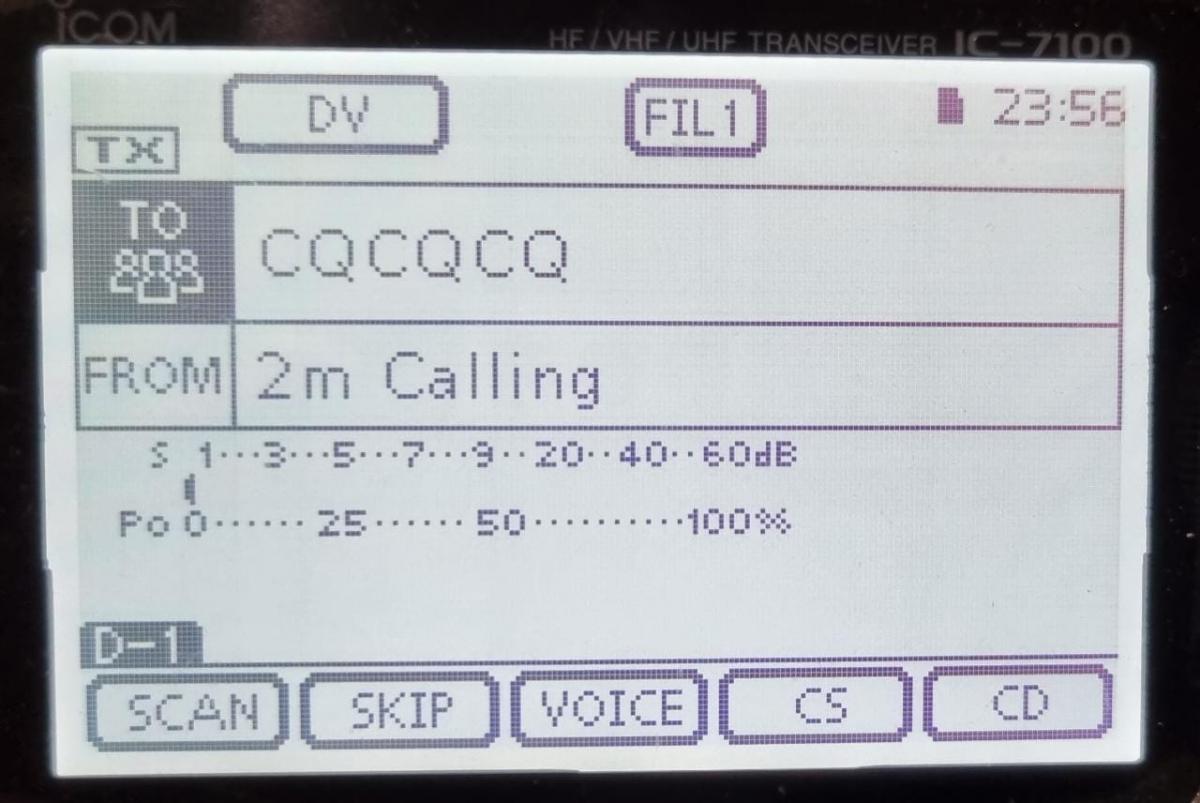 ICOM
HF/VHF/UHF TRANSCEIVER IC-7100
DV FIL1 23:56
TX
TO CQCQCQ
FROM 2m Calling
S 1···3···5···7···9··20··40··60dB
Po 0······25······50··········100%
D-1
SCAN SKIP VOICE CS CD